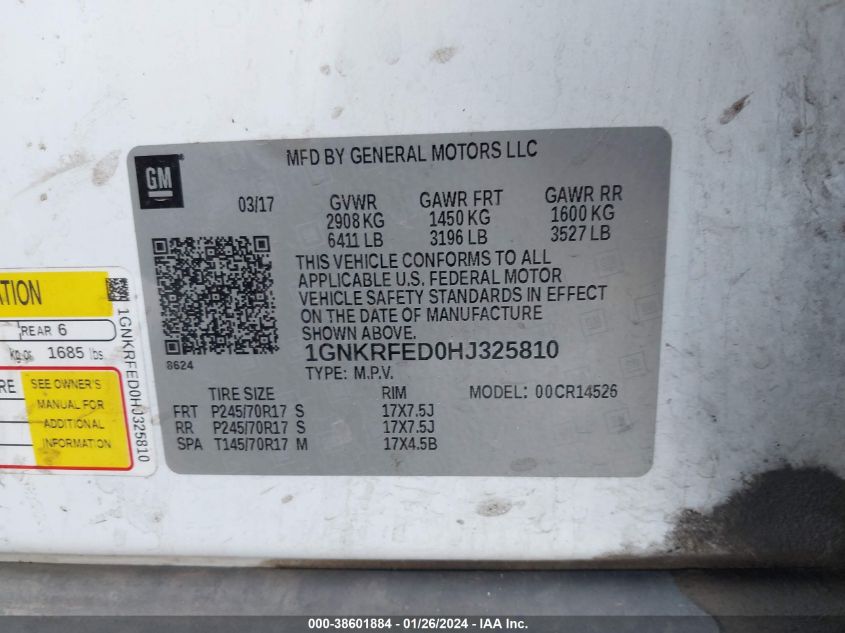 MFD BY GENERAL MOTORS LLC
GM
03/17
GVWR GAWR FRT GAWR RR
2908 KG 1450 KG 1600 KG
6411 LB 3196 LB 3527 LB
THIS VEHICLE CONFORMS TO ALL
APPLICABLE U.S. FEDERAL MOTOR
VEHICLE SAFETY STANDARDS IN EFFECT
ON THE DATE OF MANUFACTURE
SHOWN ABOVE.
1GNKRFED0HJ325810
8624
TYPE: M.P.V.
TIRE SIZE RIM MODEL: 00CR14526
FRT P245/70R17 S 17X7.5J
RR P245/70R17 S 17X7.5J
SPA T145/70R17 M 17X4.5B
REAR 6
kg or 1685 lbs.
SEE OWNER'S
MANUAL FOR
ADDITIONAL
INFORMATION
1GNKRFED0HJ325810
000-38601884 - 01/26/2024 - IAA Inc.